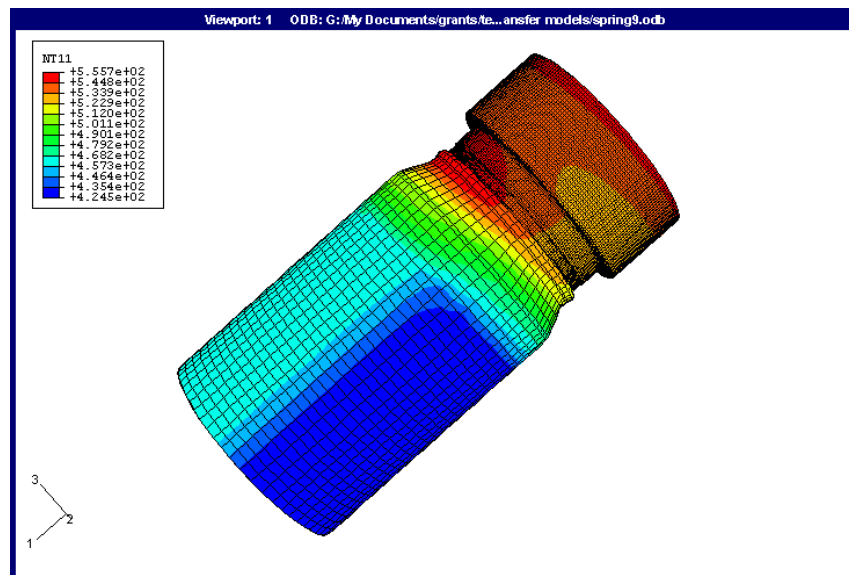 Viewport: 1 ODB: G:/My Documents/grants/te...ansfer models/spring9.odb
NT11
+5.557e+02
+5.448e+02
+5.339e+02
+5.229e+02
+5.120e+02
+5.011e+02
+4.901e+02
+4.792e+02
+4.682e+02
+4.573e+02
+4.464e+02
+4.354e+02
+4.245e+02
3
2
1